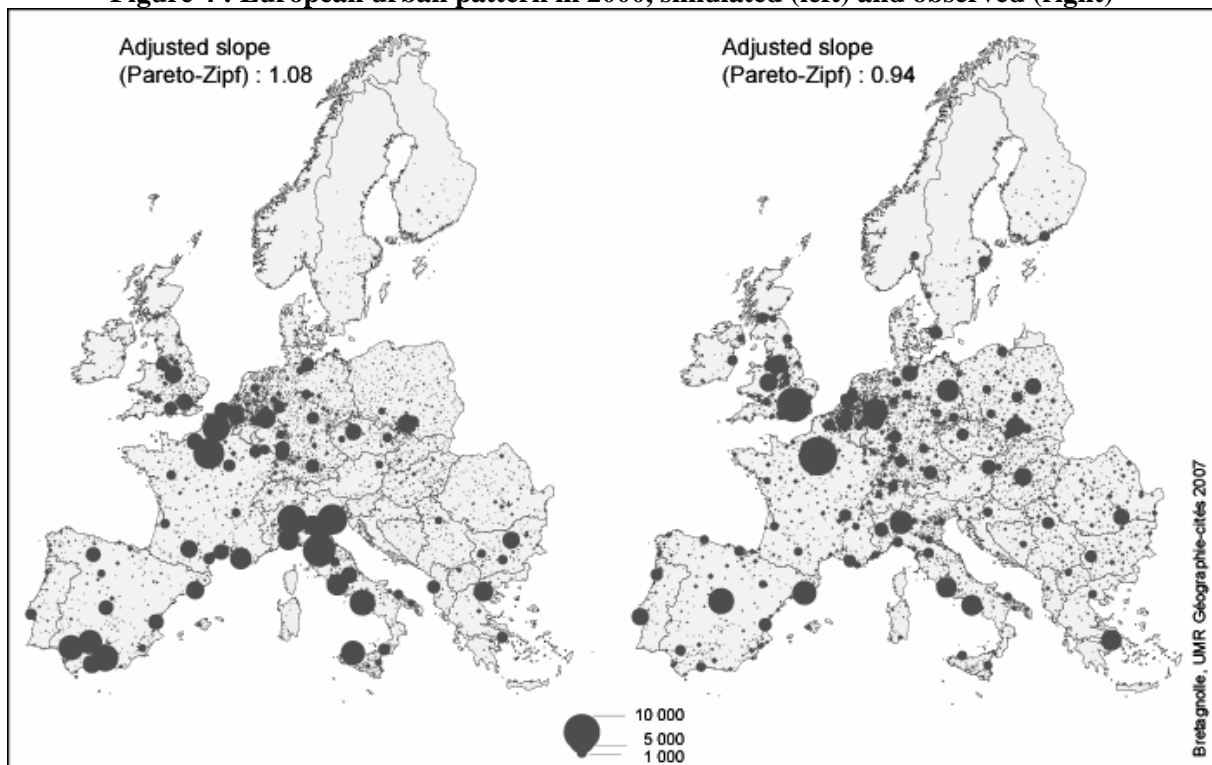 Figure 4 : European urban pattern in 2000, simulated (left) and observed (right)
Adjusted slope
(Pareto-Zipf) : 1.08
Adjusted slope
(Pareto-Zipf) : 0.94
10 000
5 000
1 000
Bretagnolle, UMR Géographie-cités 2007